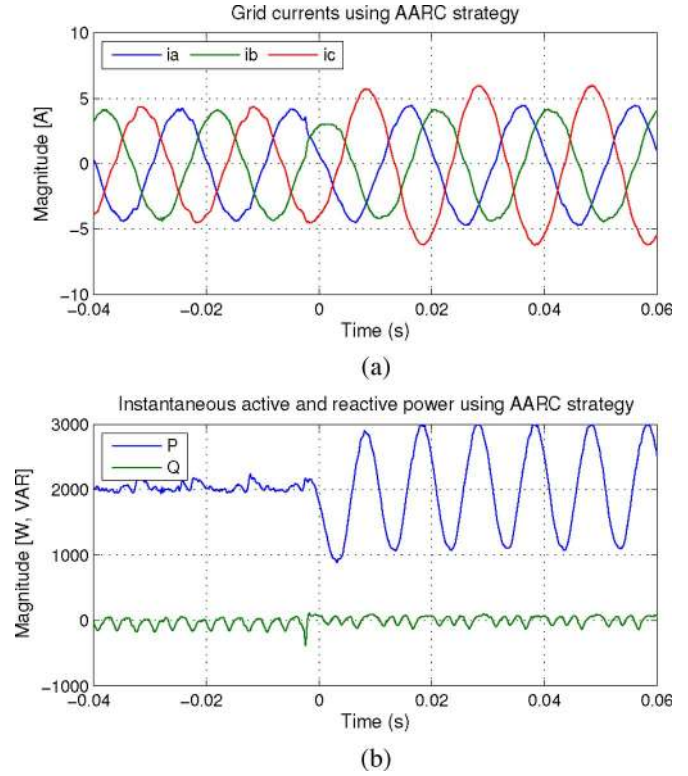 Grid currents using AARC strategy
10
ia ib ic
5
0
−5
−10
Magnitude [A]
−0.04 −0.02 0 0.02 0.04 0.06
Time (s)
(a)
Instantaneous active and reactive power using AARC strategy
3000
P
Q
2000
1000
0
−1000
Magnitude [W, VAR]
−0.04 −0.02 0 0.02 0.04 0.06
Time (s)
(b)